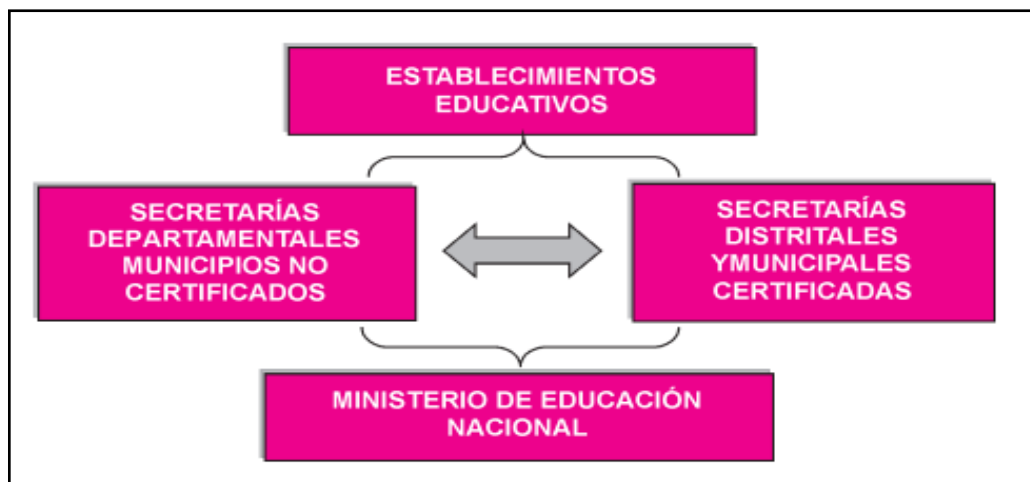 ESTABLECIMIENTOS
EDUCATIVOS
SECRETARÍAS
DEPARTAMENTALES
MUNICIPIOS NO
CERTIFICADOS
SECRETARÍAS
DISTRITALES
YMUNICIPALES
CERTIFICADAS
MINISTERIO DE EDUCACIÓN
NACIONAL